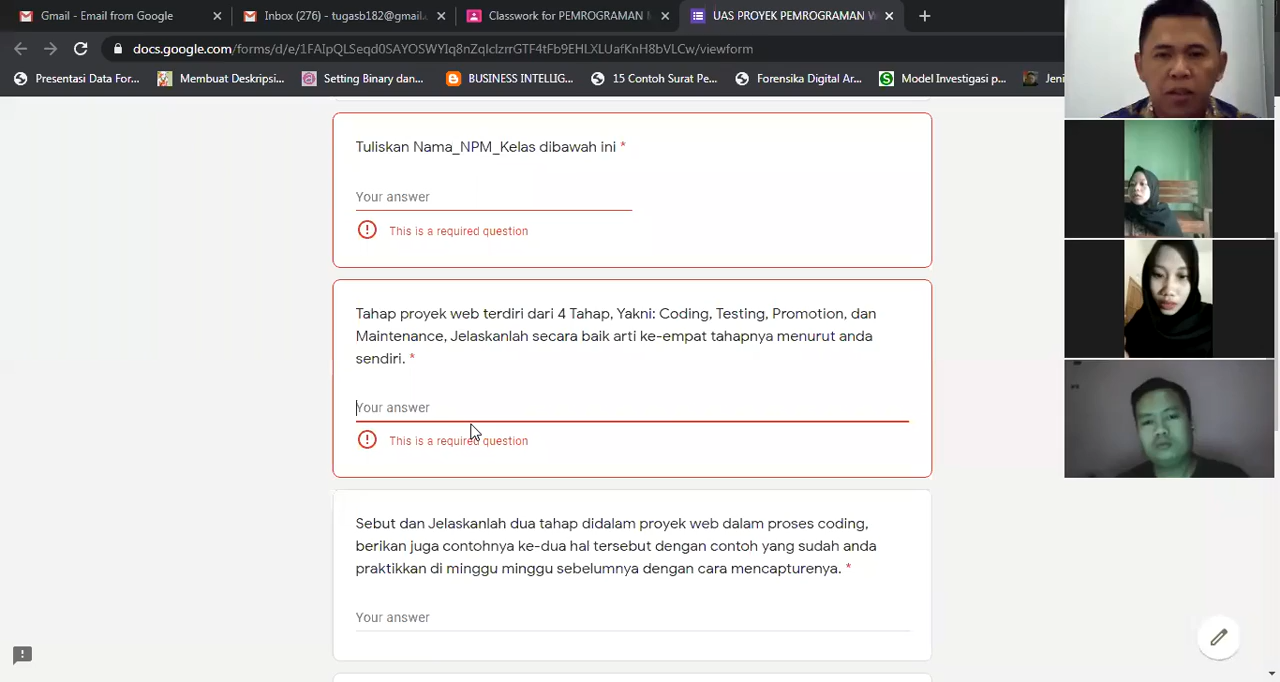 Gmail - Email from Google
Inbox (276) - tugasb182@gmail.
Classwork for PEMROGRAMAN
UAS PROYEK PEMROGRAMAN W
docs.google.com/forms/d/e/1FAIpQLSeqd0SAYOSWYIq8nZqlclzrrGTF4tFb9EHLXLUafKnH8bVLCw/viewform
Presentasi Data For...
Membuat Deskripsi...
Setting Binary dan...
BUSINESS INTELLIG...
15 Contoh Surat Pe...
Forensika Digital Ar...
Model Investigasi p...
Jeni
Tuliskan Nama_NPM_Kelas dibawah ini *
Your answer
This is a required question
Tahap proyek web terdiri dari 4 Tahap, Yakni: Coding, Testing, Promotion, dan
Maintenance, Jelaskanlah secara baik arti ke-empat tahapnya menurut anda
sendiri. *
Your answer
This is a required question
Sebut dan Jelaskanlah dua tahap didalam proyek web dalam proses coding,
berikan juga contohnya ke-dua hal tersebut dengan contoh yang sudah anda
praktikkan di minggu minggu sebelumnya dengan cara mencapturenya. *
Your answer